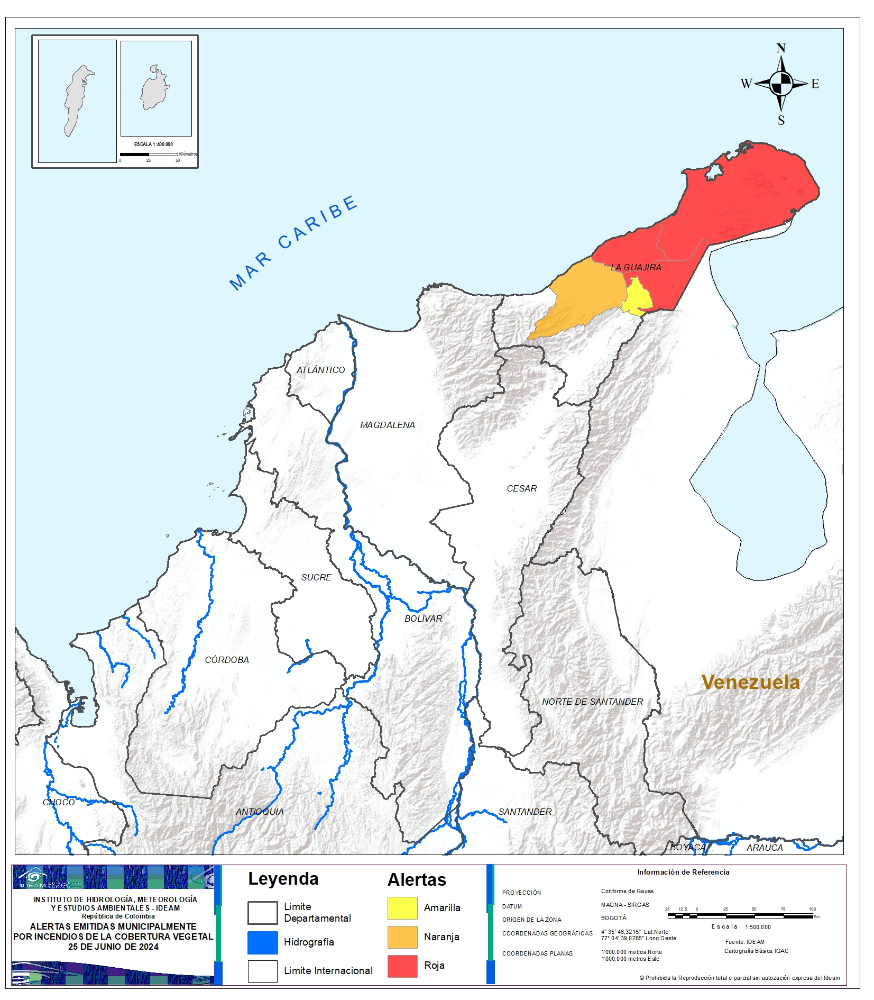 N
W
E
S
ESCALA 1:400.000
Kilómetros
0 25 50
MAR CARIBE
LA GUAJIRA
ATLÁNTICO
MAGDALENA
CESAR
SUCRE
BOLÍVAR
CÓRDOBA
Venezuela
NORTE DE SANTANDER
CHOCÓ
ANTIOQUIA
SANTANDER
BOYACÁ
ARAUCA
IDEAM
INSTITUTO DE HIDROLOGÍA, METEOROLOGÍA
Y ESTUDIOS AMBIENTALES - IDEAM
República de Colombia
ALERTAS EMITIDAS MUNICIPALMENTE
POR INCENDIOS DE LA COBERTURA VEGETAL
25 DE JUNIO DE 2024
Leyenda
Limite
Departamental
Hidrografía
Limite Internacional
Alertas
Amarilla
Naranja
Roja
Información de Referencia
PROYECCIÓN Conforme de Gauss
DATUM MAGNA - SIRGAS
ORIGEN DE LA ZONA BOGOTÁ
COORDENADAS GEOGRÁFICAS 4° 35' 46,3215" Lat.Norte
77° 04' 39,0285" Long.Oeste
COORDENADAS PLANAS 1'000.000 metros Norte
1'000.000 metros Este
25 12,5 0 25 50 75 100
Km
Escala 1:500.000
Fuente: IDEAM
Cartografía Básica IGAC
© Prohibida la Reproducción total o parcial sin autozación expresa del Ideam